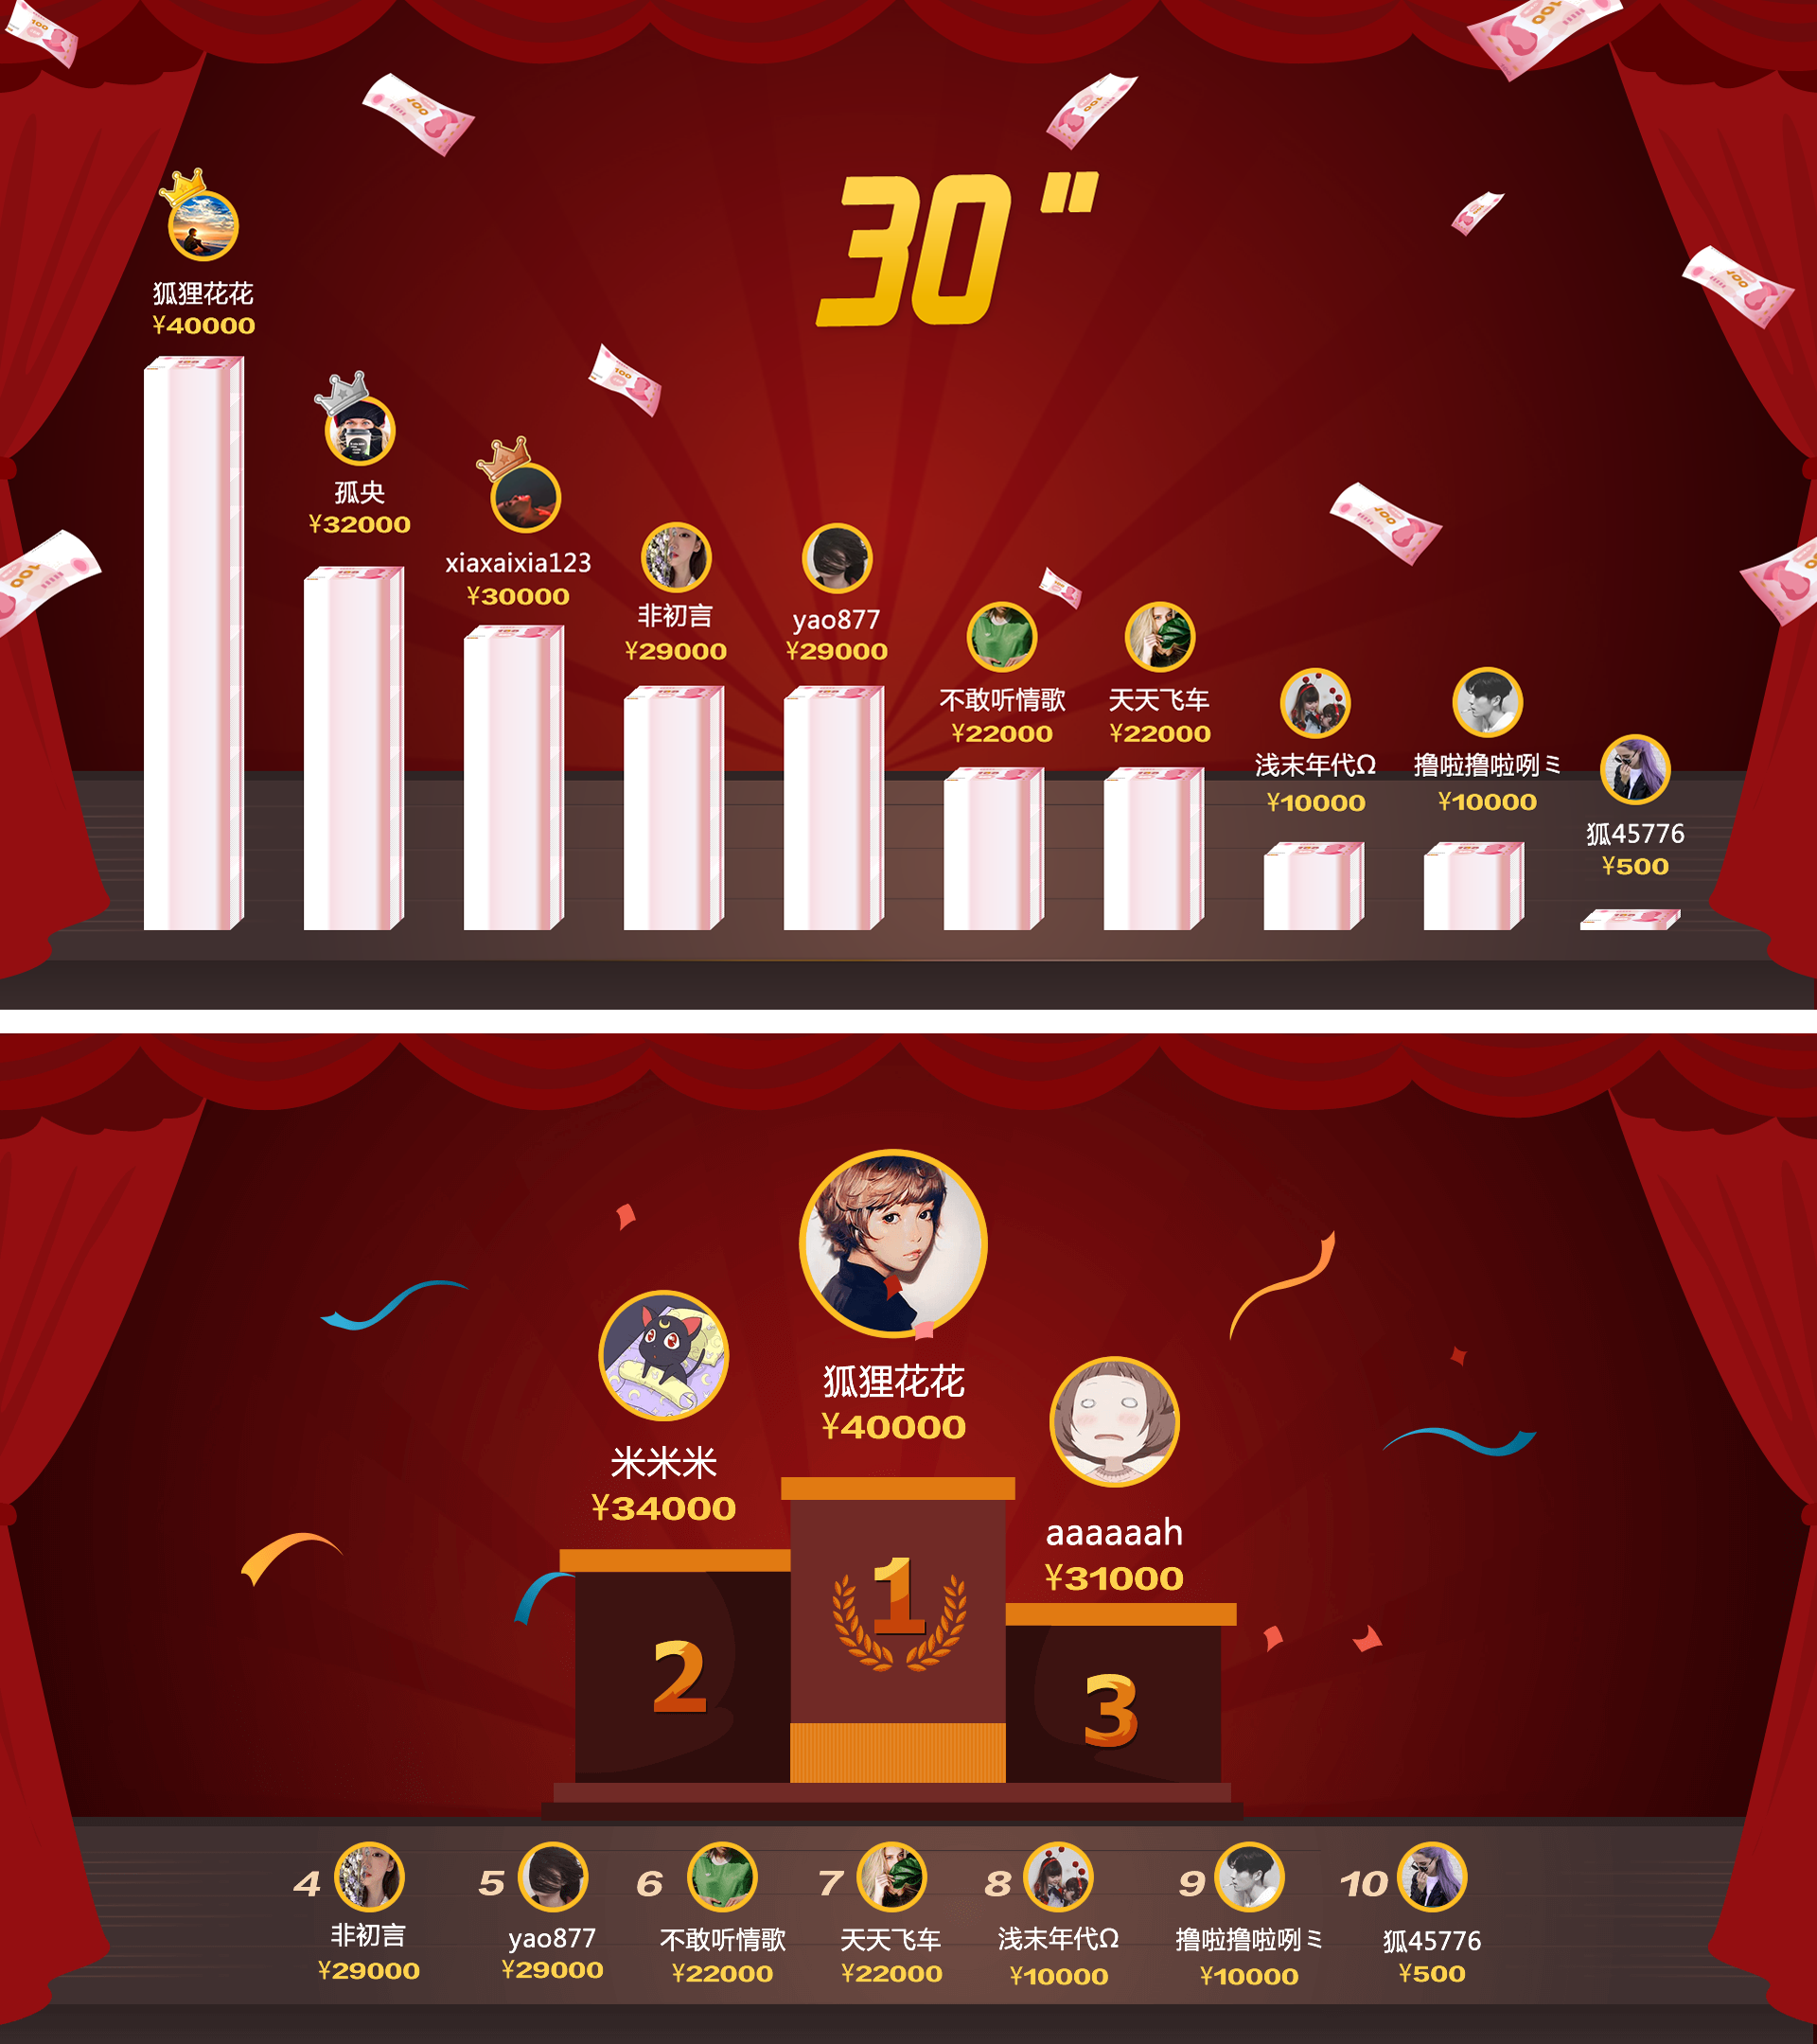 30"
狐狸花花
¥40000
孤央
¥32000
xiaxaixia123
¥30000
非初言
¥29000
yao877
¥29000
不敢听情歌
¥22000
天天飞车
¥22000
浅末年代Ω
¥10000
撸啦撸啦咧ミ
¥10000
狐45776
¥500
狐狸花花
¥40000
米米米
¥34000
aaaaaah
¥31000
1
2
3
4
非初言
¥29000
5
yao877
¥29000
6
不敢听情歌
¥22000
7
天天飞车
¥22000
8
浅末年代Ω
¥10000
9
撸啦撸啦咧ミ
¥10000
10
狐45776
¥500